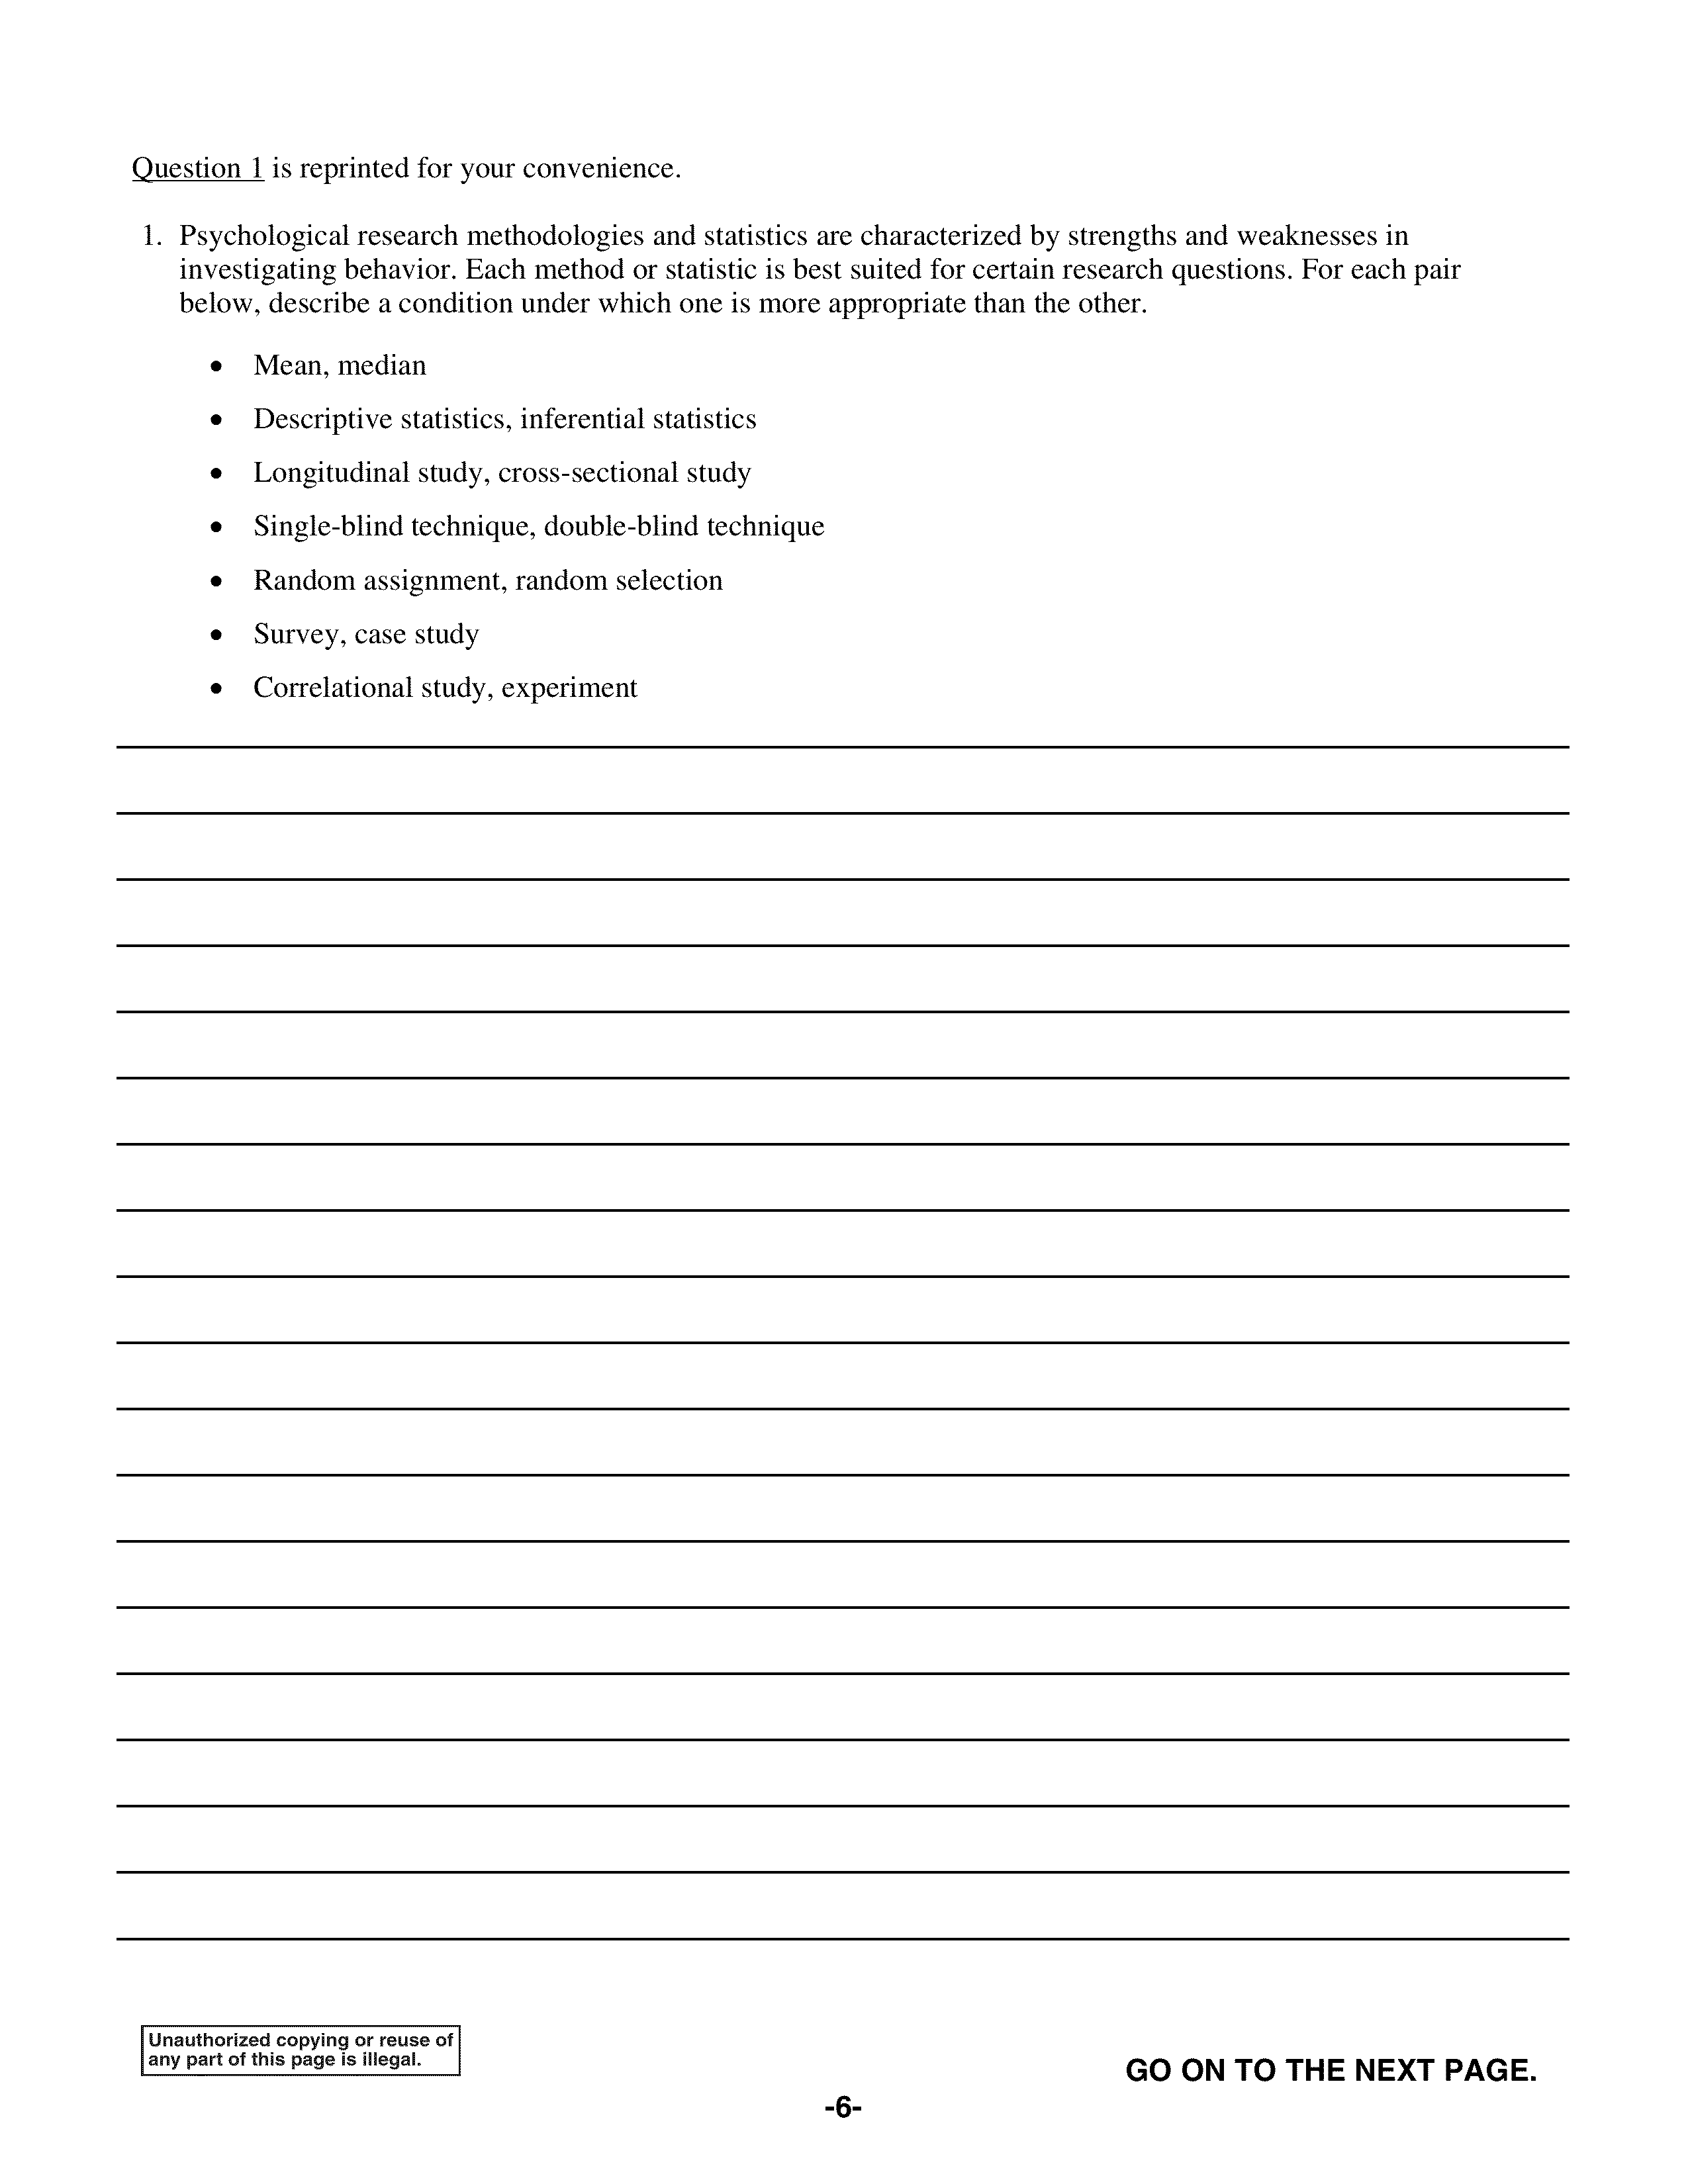 Question 1 is reprinted for your convenience.
1. Psychological research methodologies and statistics are characterized by strengths and weaknesses in
investigating behavior. Each method or statistic is best suited for certain research questions. For each pair
below, describe a condition under which one is more appropriate than the other.
• Mean, median
• Descriptive statistics, inferential statistics
• Longitudinal study, cross-sectional study
• Single-blind technique, double-blind technique
• Random assignment, random selection
• Survey, case study
• Correlational study, experiment
Unauthorized copying or reuse of
any part of this page is illegal.
GO ON TO THE NEXT PAGE.
-6-